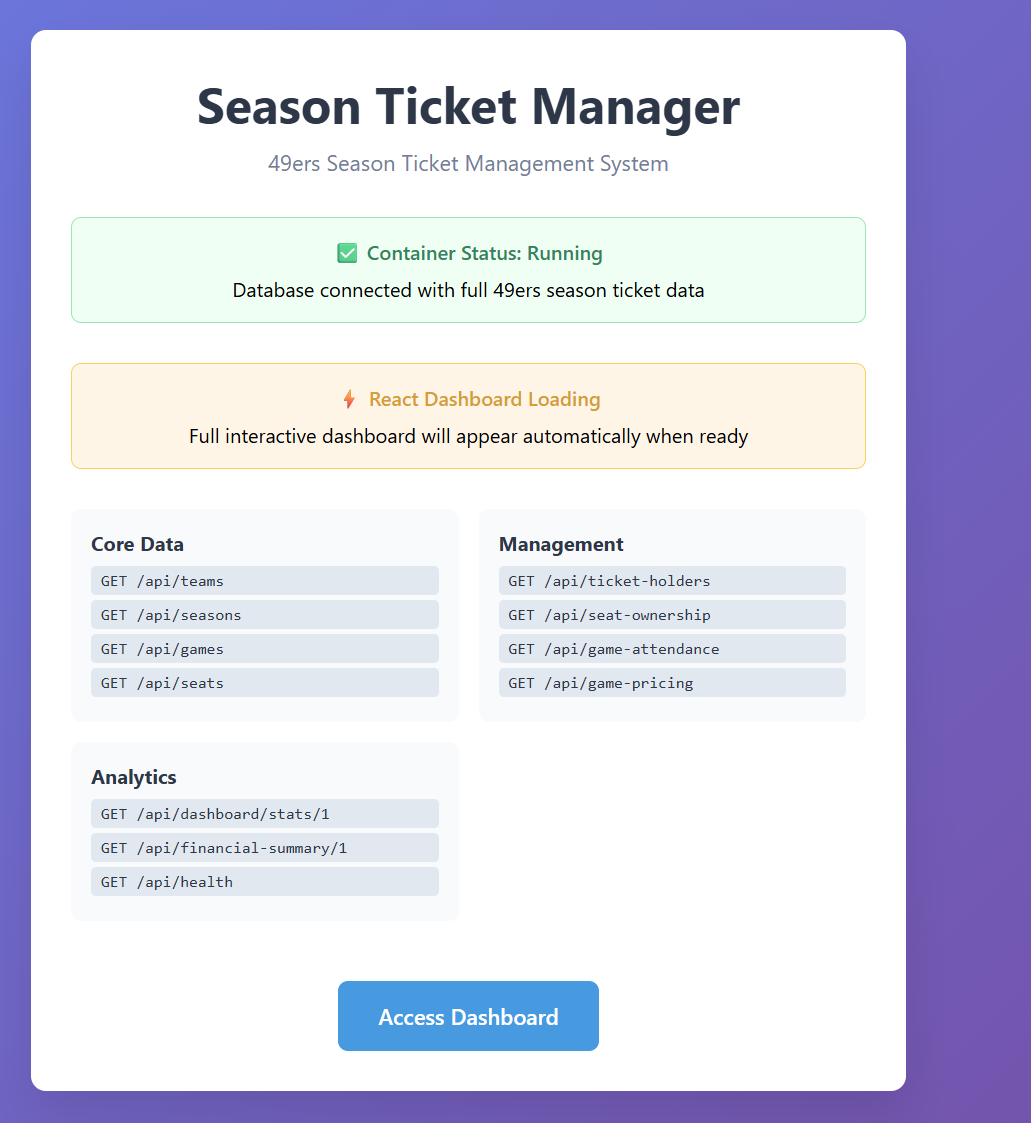 Season Ticket Manager
49ers Season Ticket Management System
✅ Container Status: Running
Database connected with full 49ers season ticket data
⚡ React Dashboard Loading
Full interactive dashboard will appear automatically when ready
Core Data
GET /api/teams
GET /api/seasons
GET /api/games
GET /api/seats
Management
GET /api/ticket-holders
GET /api/seat-ownership
GET /api/game-attendance
GET /api/game-pricing
Analytics
GET /api/dashboard/stats/1
GET /api/financial-summary/1
GET /api/health
Access Dashboard